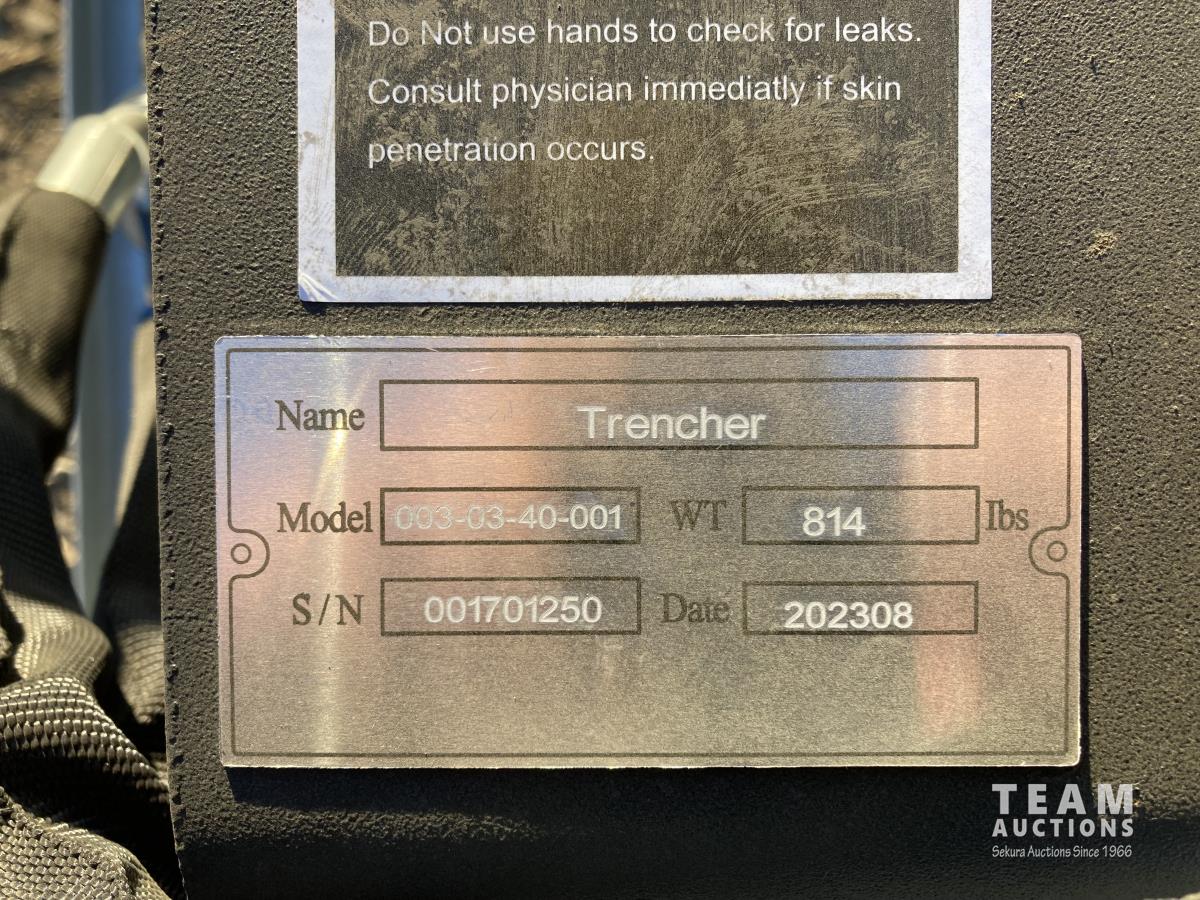 Do Not use hands to check for leaks.
Consult physician immediatly if skin
penetration occurs.
Name Trencher
Model 003-03-40-001 WT 814 lbs
S/N 001701250 Date 202308
TEAM
AUCTIONS
Sekura Auctions Since 1966